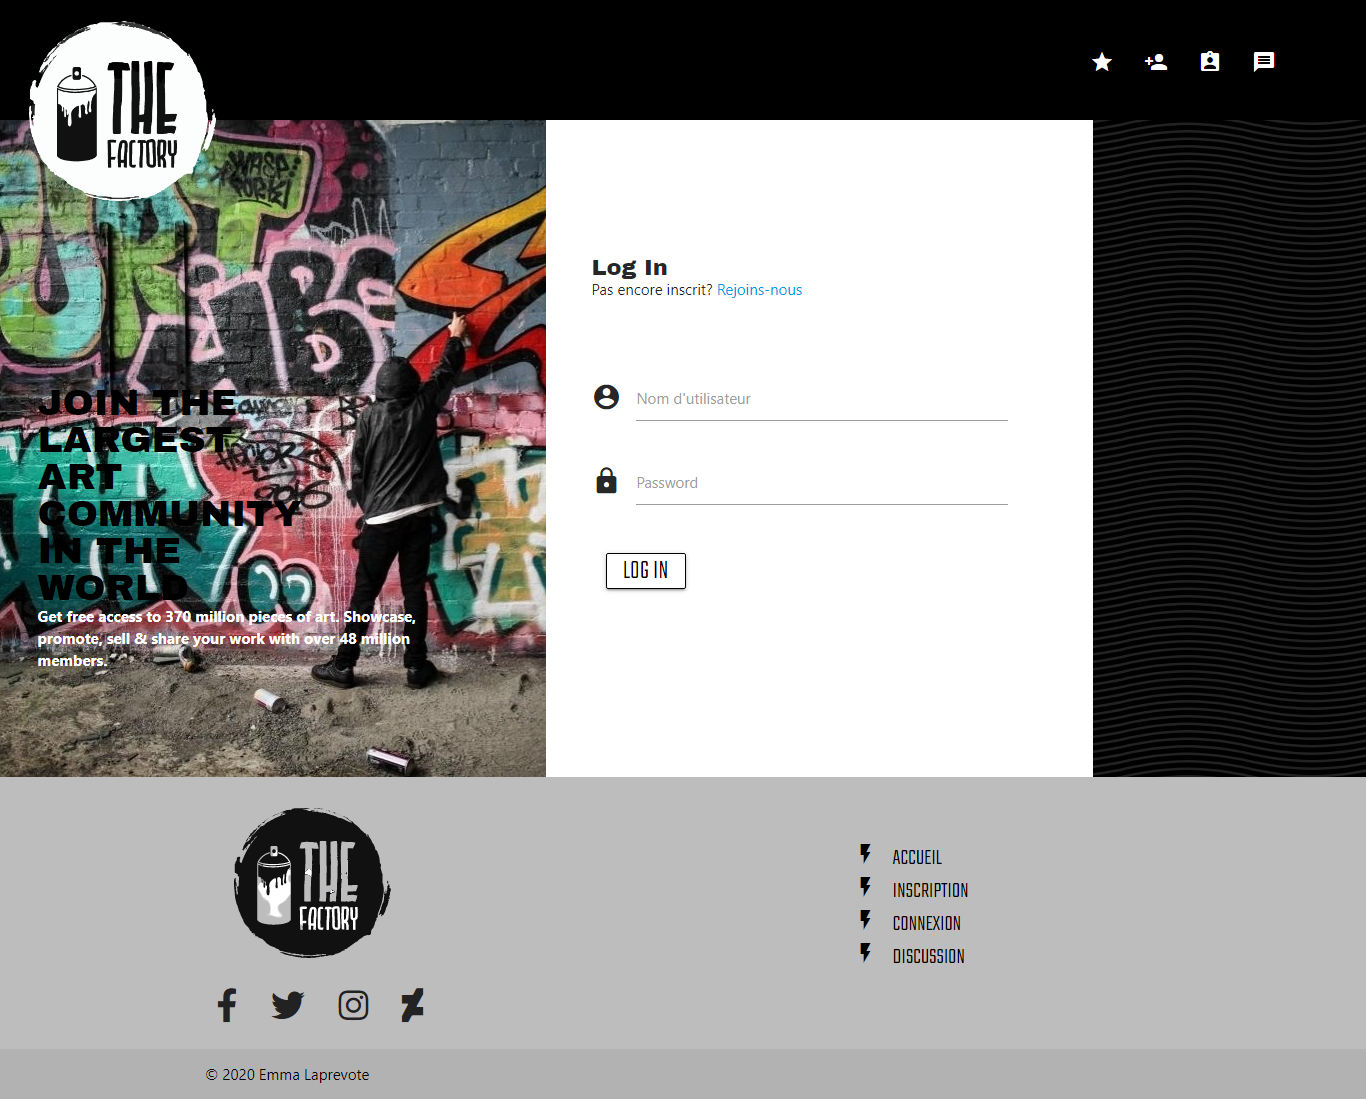 THE
FACTORY
WASP
Log In
Pas encore inscrit? Rejoins-nous
Nom d'utilisateur
Password
LOG IN
JOIN THE
LARGEST
ART
COMMUNITY
IN THE
WORLD
Get free access to 370 million pieces of art. Showcase,
promote, sell & share your work with over 48 million
members.
THE
FACTORY
ACCUEIL
INSCRIPTION
CONNEXION
DISCUSSION
© 2020 Emma Laprevote